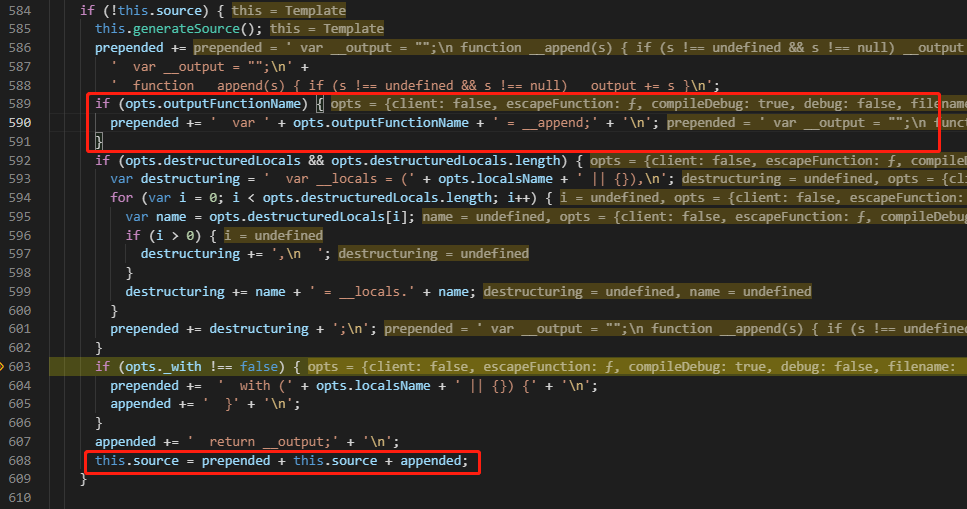 584 if (!this.source) { this = Template
585 this.generateSource(); this = Template
586 prepended += prepended = ' var __output = "";\n function __append(s) { if (s !== undefined && s !== null) __output
587 ' var __output = "";\n' +
588 ' function __append(s) { if (s !== undefined && s !== null) __output += s }\n';
589 if (opts.outputFunctionName) { opts = {client: false, escapeFunction: ƒ, compileDebug: true, debug: false, filename
590 prepended += ' var ' + opts.outputFunctionName + ' = __append;' + '\n'; prepended = ' var __output = "";\n func
591 }
592 if (opts.destructuredLocals && opts.destructuredLocals.length) { opts = {client: false, escapeFunction: ƒ, compileD
593 var destructuring = ' var __locals = (' + opts.localsName + ' || {}),\n'; destructuring = undefined, opts = {cli
594 for (var i = 0; i < opts.destructuredLocals.length; i++) { i = undefined, opts = {client: false, escapeFunction: ƒ
595 var name = opts.destructuredLocals[i]; name = undefined, opts = {client: false, escapeFunction: ƒ, compileDebug
596 if (i > 0) { i = undefined
597 destructuring += ',\n '; destructuring = undefined
598 }
599 destructuring += name + ' = __locals.' + name; destructuring = undefined, name = undefined
600 }
601 prepended += destructuring + ';\n'; prepended = ' var __output = "";\n function __append(s) { if (s !== undefined
602 }
603 if (opts._with !== false) { opts = {client: false, escapeFunction: ƒ, compileDebug: true, debug: false, filename:
604 prepended += ' with (' + opts.localsName + ' || {}) {' + '\n';
605 appended += ' }' + '\n';
606 }
607 appended += ' return __output;' + '\n';
608 this.source = prepended + this.source + appended;
609 }
610